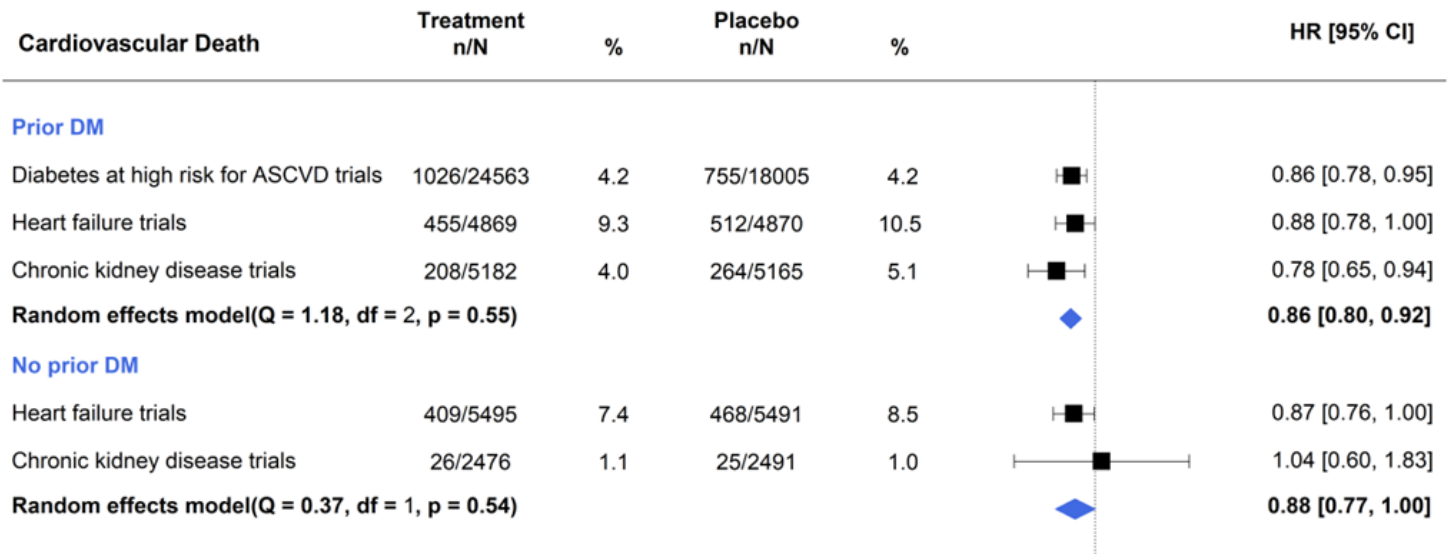 Cardiovascular Death Treatment n/N % Placebo n/N % HR [95% CI]
Prior DM
Diabetes at high risk for ASCVD trials 1026/24563 4.2 755/18005 4.2 0.86 [0.78, 0.95]
Heart failure trials 455/4869 9.3 512/4870 10.5 0.88 [0.78, 1.00]
Chronic kidney disease trials 208/5182 4.0 264/5165 5.1 0.78 [0.65, 0.94]
Random effects model(Q = 1.18, df = 2, p = 0.55) 0.86 [0.80, 0.92]
No prior DM
Heart failure trials 409/5495 7.4 468/5491 8.5 0.87 [0.76, 1.00]
Chronic kidney disease trials 26/2476 1.1 25/2491 1.0 1.04 [0.60, 1.83]
Random effects model(Q = 0.37, df = 1, p = 0.54) 0.88 [0.77, 1.00]